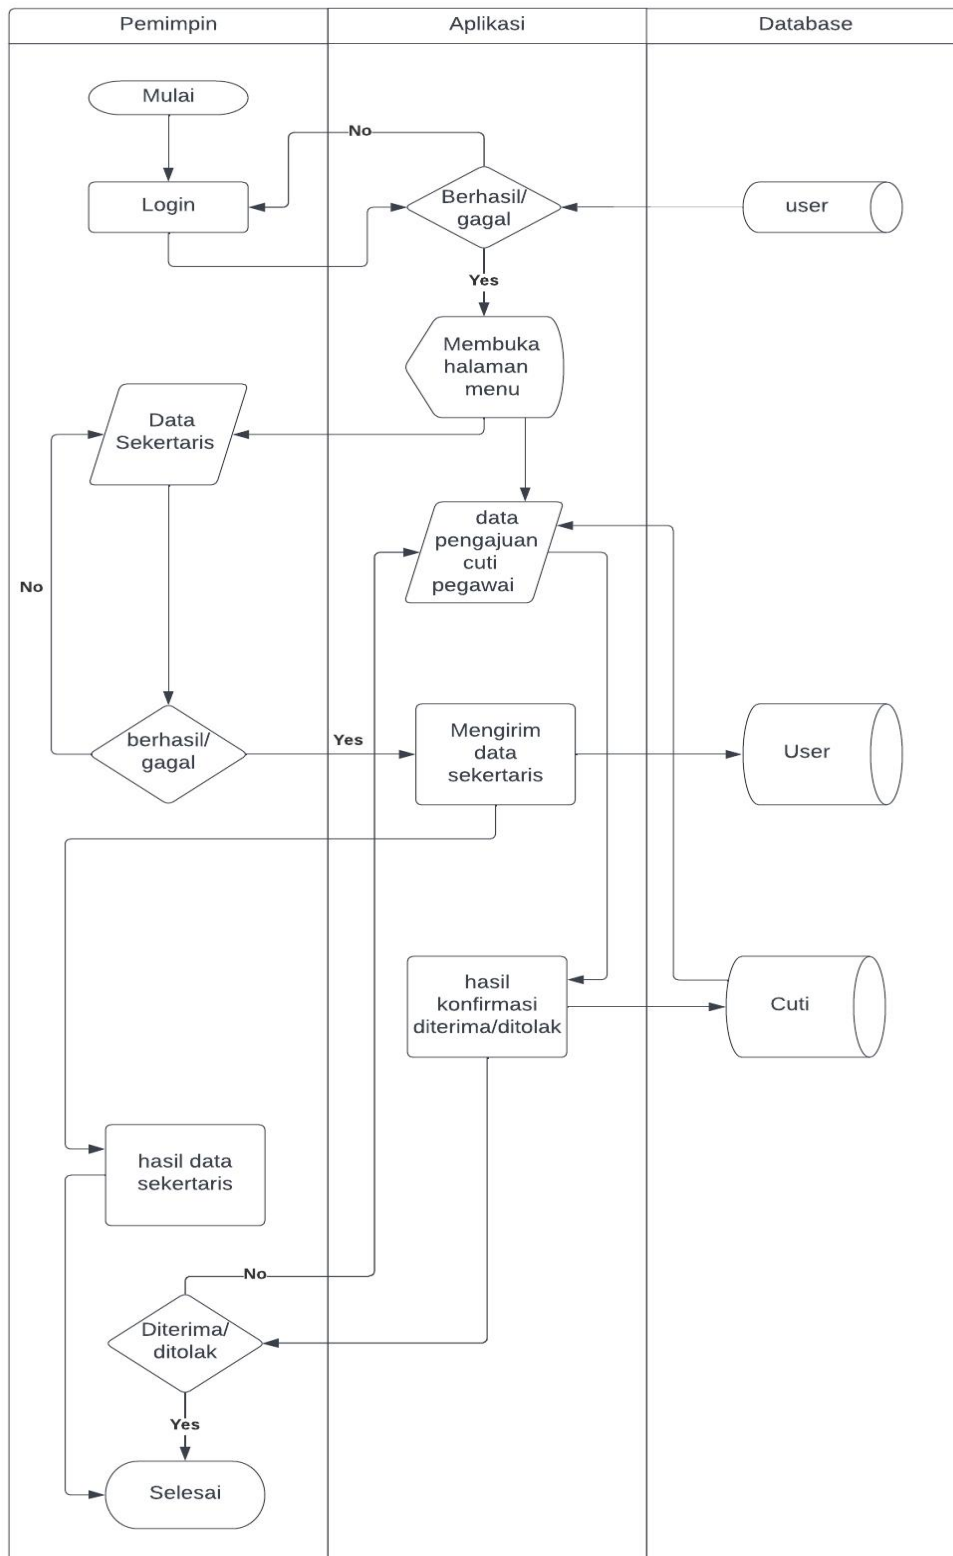 Pemimpin
Aplikasi
Database
Mulai
No
Login
Berhasil/
gagal
user
Yes
Membuka
halaman
menu
Data
Sekertaris
data
pengajuan
cuti
pegawai
No
berhasil/
gagal
Yes
Mengirim
data
sekertaris
User
hasil
konfirmasi
diterima/ditolak
Cuti
hasil data
sekertaris
No
Diterima/
ditolak
Yes
Selesai